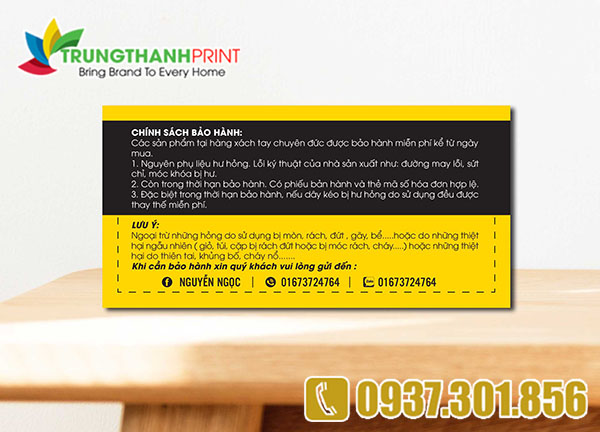 TRUNGTHANHPRINT
Bring Brand To Every Home
CHÍNH SÁCH BẢO HÀNH:
Các sản phẩm tại hàng xách tay chuyên đức được bảo hành miễn phí kể từ ngày
mua.
1. Nguyên phụ liệu hư hỏng. Lỗi kỹ thuật của nhà sản xuất như: đường may lỗi, sứt
chỉ, móc khóa bị hư.
2. Còn trong thời hạn bảo hành. Có phiếu bản hành và thẻ mã số hóa đơn hợp lệ.
3. Đặc biệt trong thời hạn bảo hành, nếu dây kéo bị hư hỏng do sử dụng đều được
thay thế miễn phí.
LƯU Ý:
Ngoại trừ những hỏng do sử dụng bị mòn, rách, đứt , gãy, bể.....hoặc do những thiệt
hại ngẫu nhiên ( giỏ, túi, cặp bị rách đứt hoặc bị móc rách, cháy.....) hoặc những thiệt
hại do thiên tai, khủng bố, cháy nổ.......
Khi cần bảo hành xin quý khách vui lòng gửi đến :
NGUYỄN NGỌC | 01673724764 | 01673724764
0937.301.856